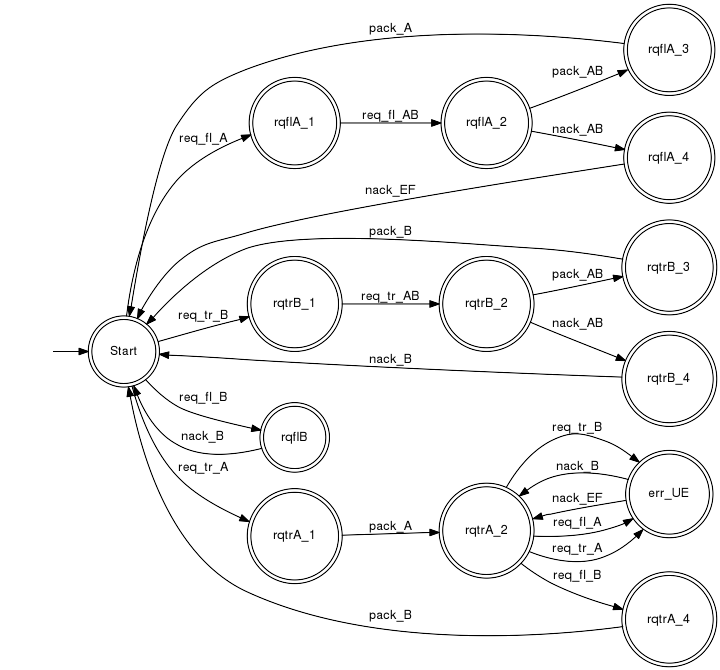 pack_A
rqflA_3
pack_AB
req_fl_A
rqflA_1
req_fl_AB
rqflA_2
nack_AB
rqflA_4
nack_EF
pack_B
rqtrB_3
pack_AB
req_tr_B
rqtrB_1
req_tr_AB
rqtrB_2
nack_AB
Start
nack_B
rqtrB_4
req_fl_B
nack_B
rqflB
req_tr_B
req_tr_A
nack_B
err_UE
nack_EF
rqtrA_1
pack_A
rqtrA_2
req_fl_A
req_tr_A
req_fl_B
pack_B
rqtrA_4